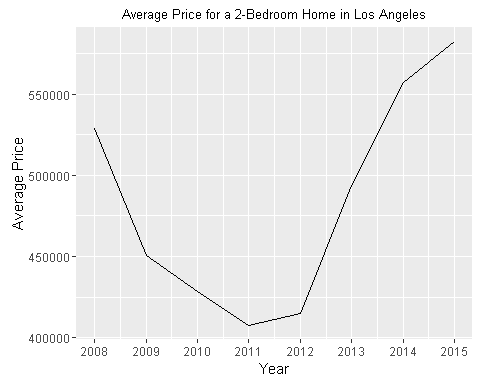 Average Price for a 2-Bedroom Home in Los Angeles
550000
500000
450000
400000
Average Price
2008 2009 2010 2011 2012 2013 2014 2015
Year